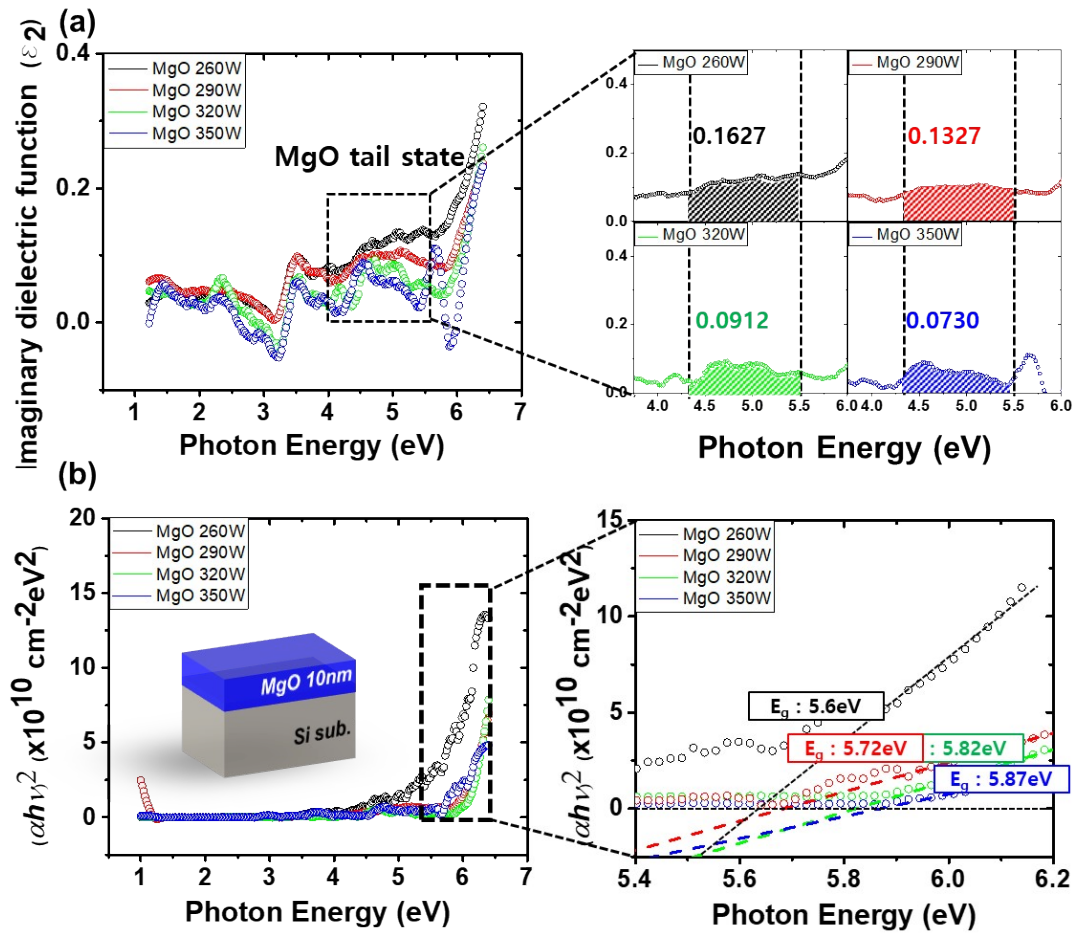 (a)
Imaginary dielectric function (ε2)
0.4
0.2
0.0
MgO 260W
MgO 290W
MgO 320W
MgO 350W
MgO tail state
1 2 3 4 5 6 7
Photon Energy (eV)
MgO 260W
MgO 290W
0.4
0.2
0.0
0.1627
0.1327
MgO 320W
MgO 350W
0.4
0.2
0.0
0.0912
0.0730
4.0 4.5 5.0 5.5 6.0
4.0 4.5 5.0 5.5 6.0
Photon Energy (eV)
(b)
(αhν)2 (x10^10 cm-2eV2)
20
15
10
5
0
MgO 260W
MgO 290W
MgO 320W
MgO 350W
MgO 10nm
Si sub.
1 2 3 4 5 6 7
Photon Energy (eV)
(αhν)2 (x10^10 cm-2eV2)
15
10
5
0
MgO 260W
MgO 290W
MgO 320W
MgO 350W
Eg : 5.6eV
Eg : 5.72eV
: 5.82eV
Eg : 5.87eV
5.4 5.6 5.8 6.0 6.2
Photon Energy (eV)